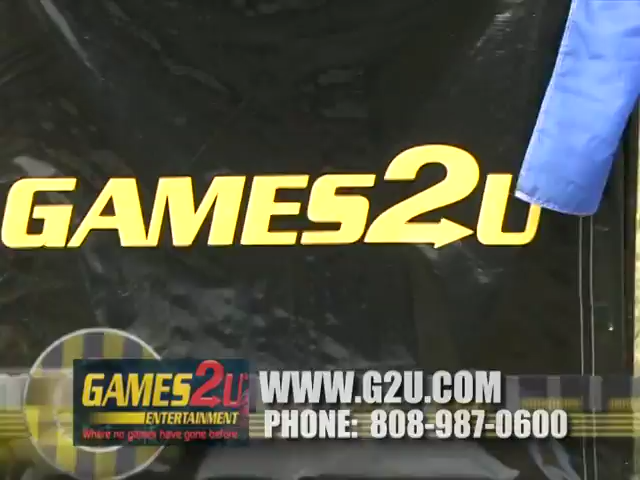 GAMES2U
GAMES2U
ENTERTAINMENT
Where no games have gone before
WWW.G2U.COM
PHONE: 808-987-0600